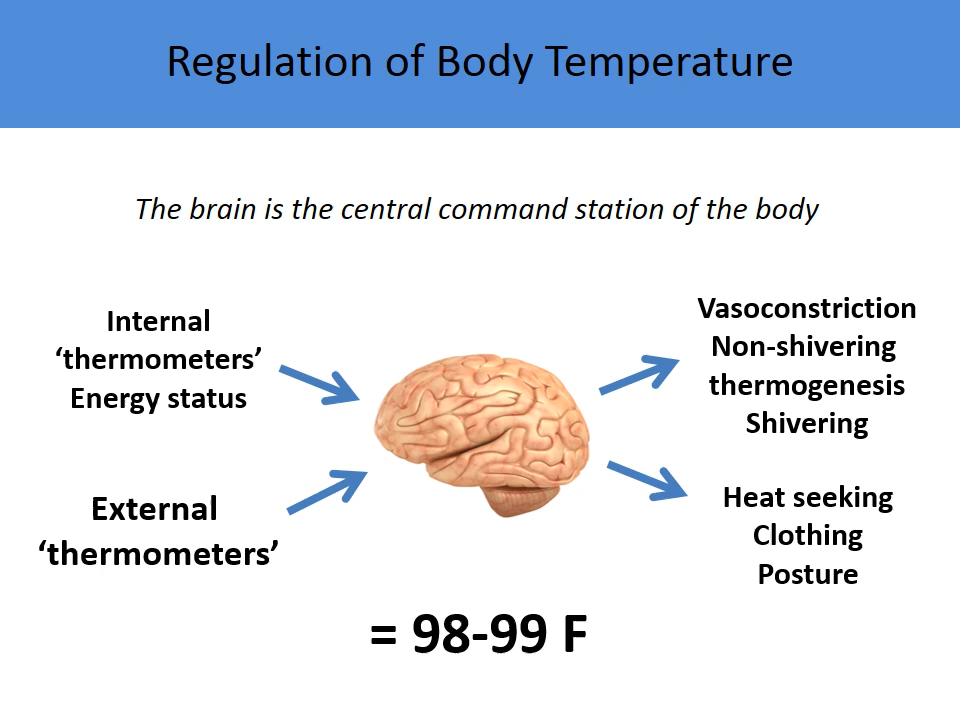 Regulation of Body Temperature
The brain is the central command station of the body
Internal
‘thermometers’
Energy status
External
‘thermometers’
Vasoconstriction
Non-shivering
thermogenesis
Shivering
Heat seeking
Clothing
Posture
= 98-99 F